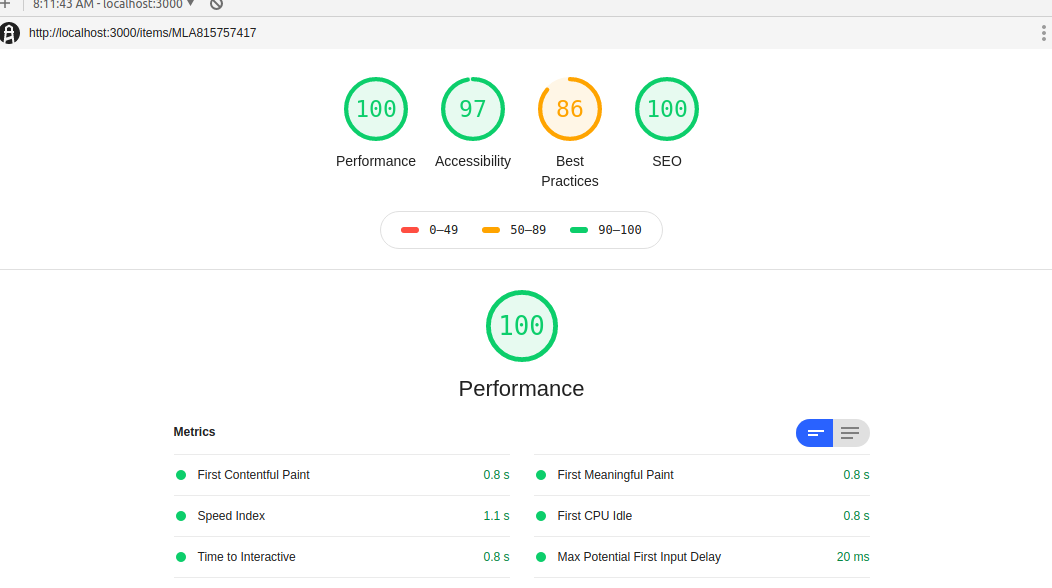 8:11:43 AM - localhost:3000
http://localhost:3000/items/MLA815757417
100 97 86 100
Performance Accessibility Best Practices SEO
0–49 50–89 90–100
100
Performance
Metrics
First Contentful Paint 0.8 s
First Meaningful Paint 0.8 s
Speed Index 1.1 s
First CPU Idle 0.8 s
Time to Interactive 0.8 s
Max Potential First Input Delay 20 ms